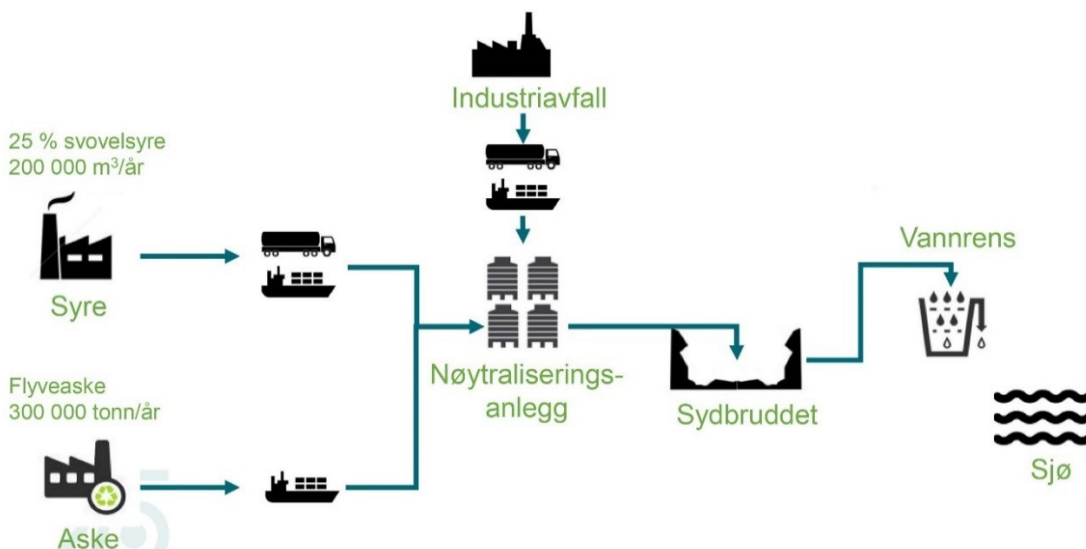 Industriavfall
25 % svovelsyre
200 000 m³/år
Syre
Vannrens
Nøytraliserings-
anlegg
Sydbruddet
Flyveaske
300 000 tonn/år
Sjø
Aske